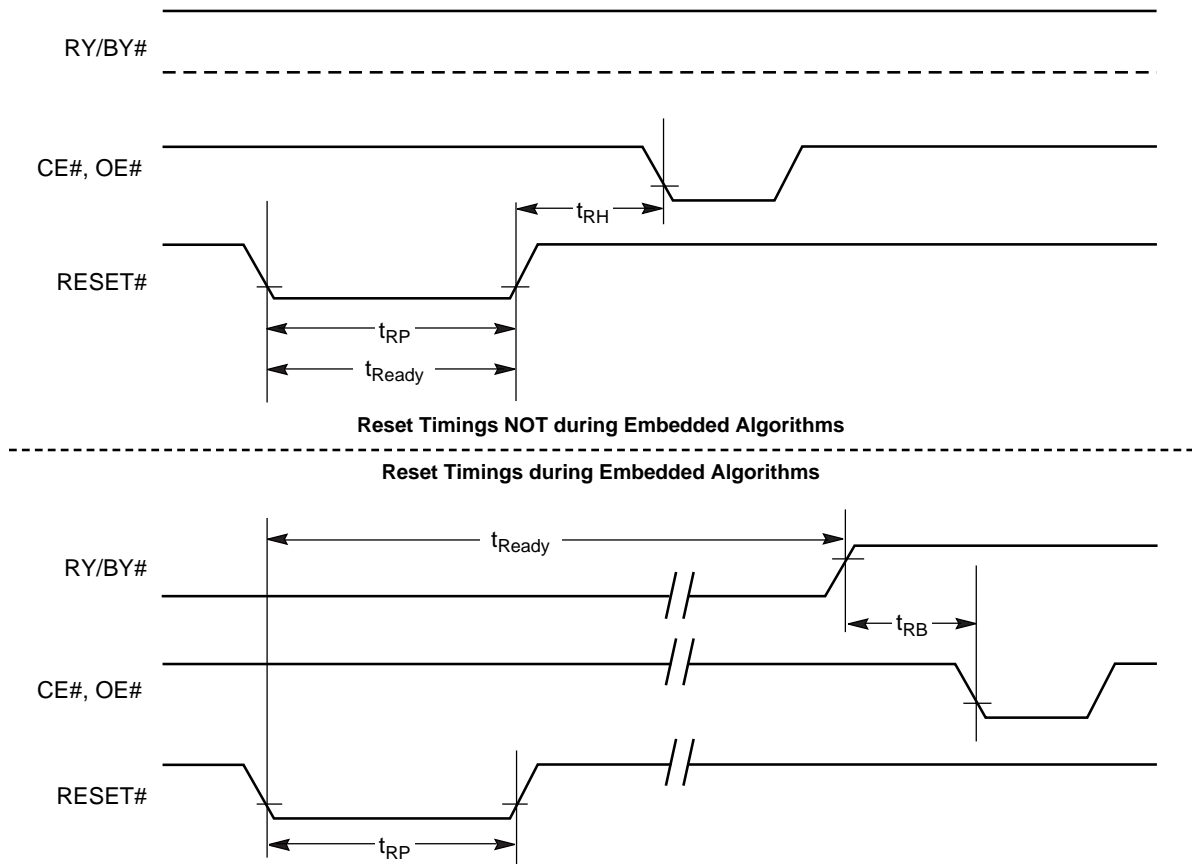 RY/BY#
CE#, OE#
tRH
RESET#
tRP
tReady
Reset Timings NOT during Embedded Algorithms
Reset Timings during Embedded Algorithms
tReady
RY/BY#
tRB
CE#, OE#
RESET#
tRP